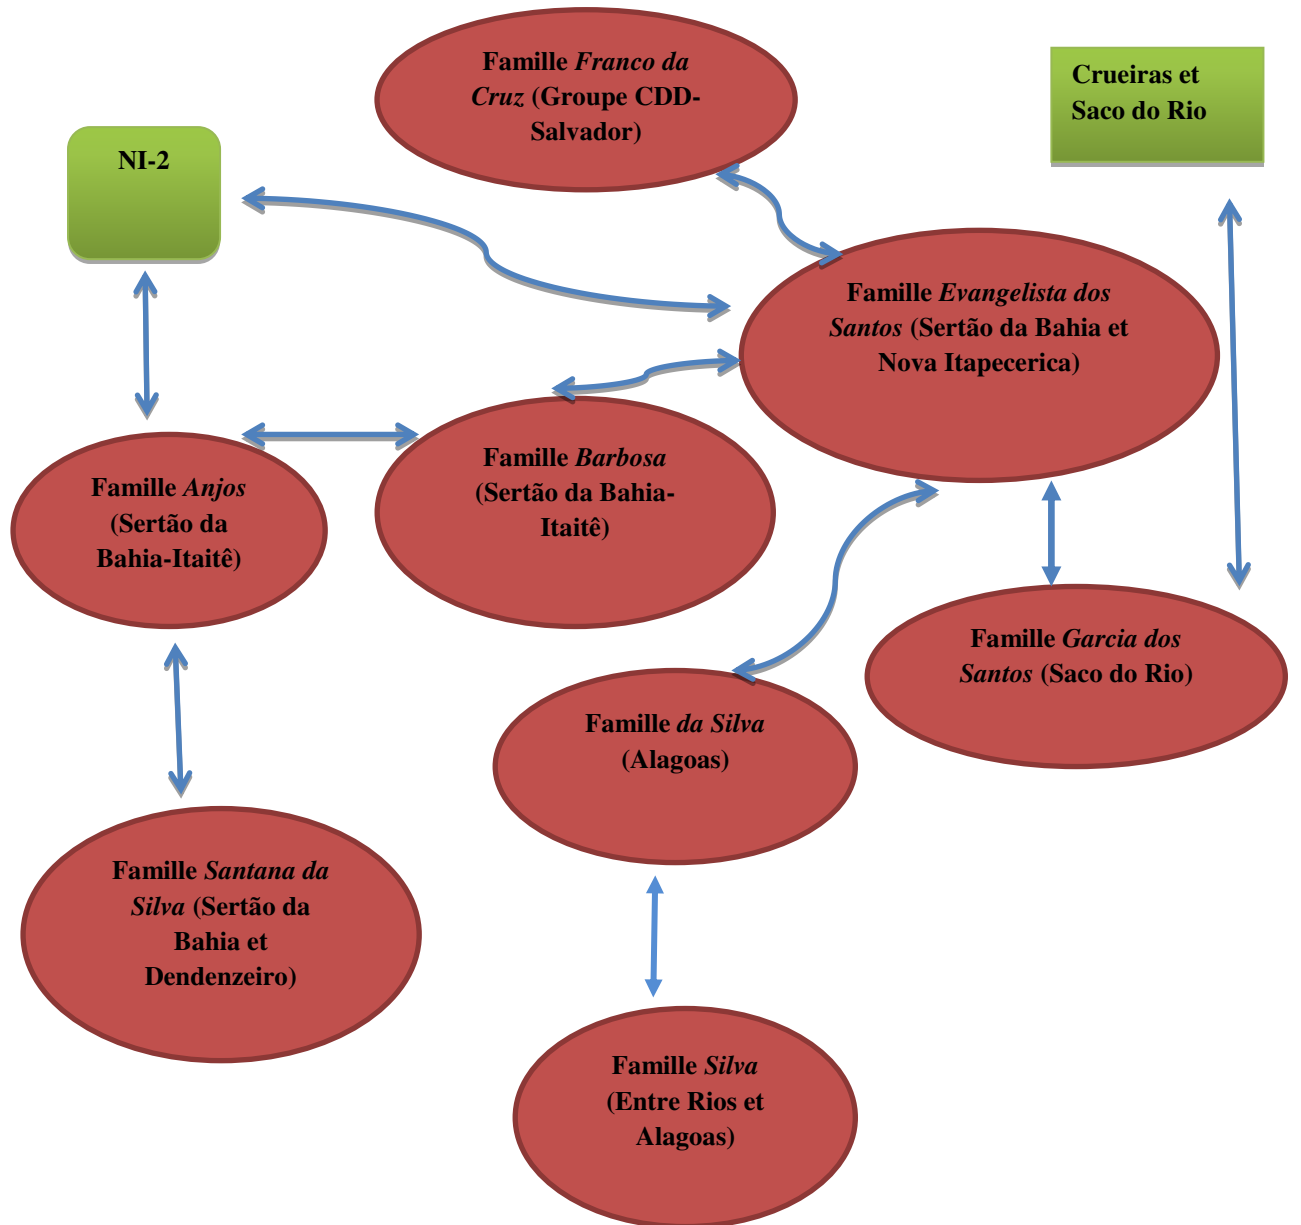 Famille Franco da
Cruz (Groupe CDD-
Salvador)
Crueiras et
Saco do Rio
NI-2
Famille Evangelista dos
Santos (Sertão da Bahia et
Nova Itapecerica)
Famille Barbosa
(Sertão da Bahia-
Itaitê)
Famille Anjos
(Sertão da
Bahia-Itaitê)
Famille Garcia dos
Santos (Saco do Rio)
Famille da Silva
(Alagoas)
Famille Santana da
Silva (Sertão da
Bahia et
Dendenzeiro)
Famille Silva
(Entre Rios et
Alagoas)